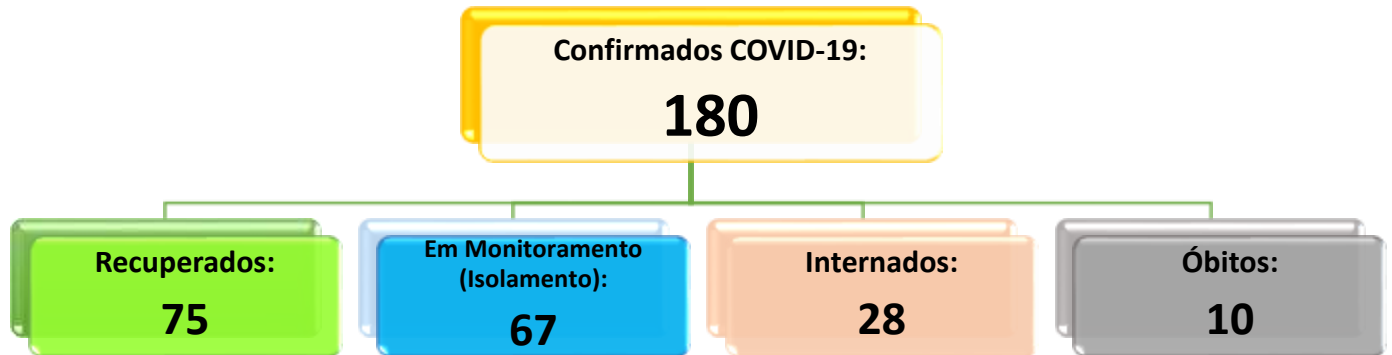 Confirmados COVID-19:
180
Recuperados:
75
Em Monitoramento
(Isolamento):
67
Internados:
28
Óbitos:
10